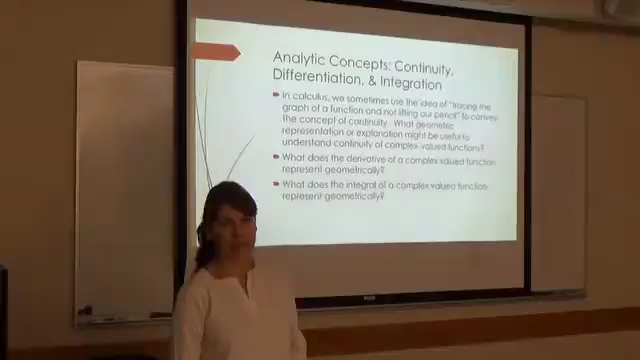 Analytic Concepts: Continuity,
Differentiation, & Integration
In calculus, we sometimes use the idea of "tracing the
graph of a function and not lifting our pencil" to convey
the concept of continuity. What geometric
representation or explanation might be useful to
understand continuity of complex valued functions?
What does the derivative of a complex valued function
represent geometrically?
What does the integral of a complex valued function
represent geometrically?